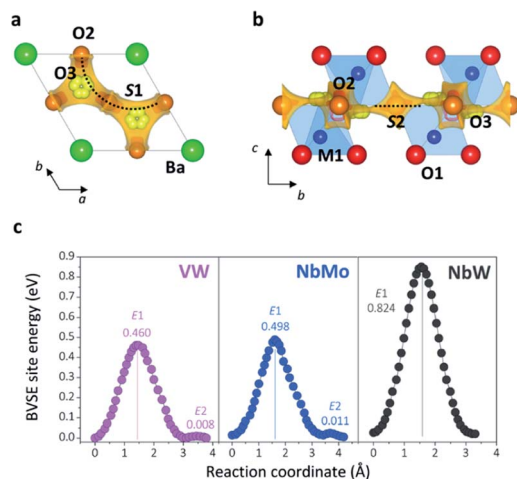 a
O2
O3
S1
b
a
Ba
b
O2
S2
O3
c
M1
O1
b
c
VW
NbMo
NbW
BVSE site energy (eV)
0.9
0.8
0.7
0.6
0.5
0.4
0.3
0.2
0.1
0.0
E1
0.460
E2
0.008
E1
0.498
E2
0.011
E1
0.824
0 1 2 3 4
0 1 2 3 4
0 1 2 3 4
Reaction coordinate (Å)